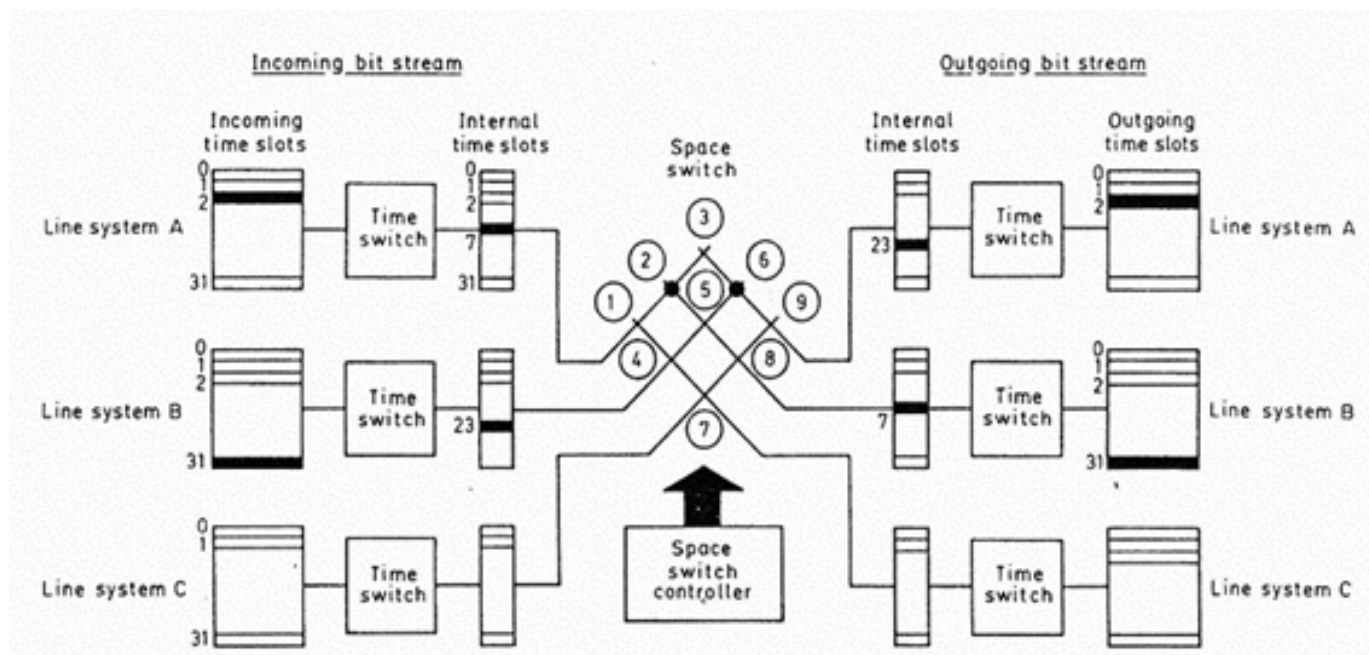 Incoming bit stream
Outgoing bit stream
Incoming
time slots
Internal
time slots
Space
switch
Internal
time slots
Outgoing
time slots
0
1
2
31
Line system A
Time
switch
0
1
2
7
31
3
2
6
1
5
9
4
8
7
23
Time
switch
0
1
2
Line system A
0
1
2
31
Line system B
Time
switch
23
7
Time
switch
0
1
2
31
Line system B
0
1
31
Line system C
Time
switch
Space
switch
controller
Time
switch
Line system C